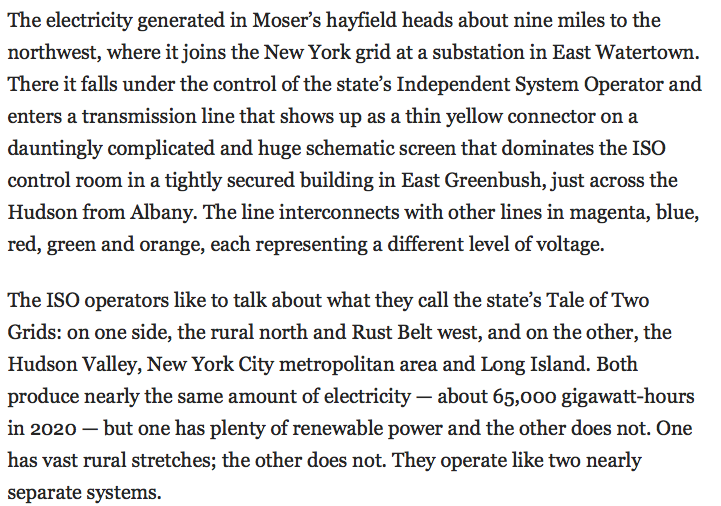 The electricity generated in Moser’s hayfield heads about nine miles to the
northwest, where it joins the New York grid at a substation in East Watertown.
There it falls under the control of the state’s Independent System Operator and
enters a transmission line that shows up as a thin yellow connector on a
dauntingly complicated and huge schematic screen that dominates the ISO
control room in a tightly secured building in East Greenbush, just across the
Hudson from Albany. The line interconnects with other lines in magenta, blue,
red, green and orange, each representing a different level of voltage.
The ISO operators like to talk about what they call the state’s Tale of Two
Grids: on one side, the rural north and Rust Belt west, and on the other, the
Hudson Valley, New York City metropolitan area and Long Island. Both
produce nearly the same amount of electricity — about 65,000 gigawatt-hours
in 2020 — but one has plenty of renewable power and the other does not. One
has vast rural stretches; the other does not. They operate like two nearly
separate systems.